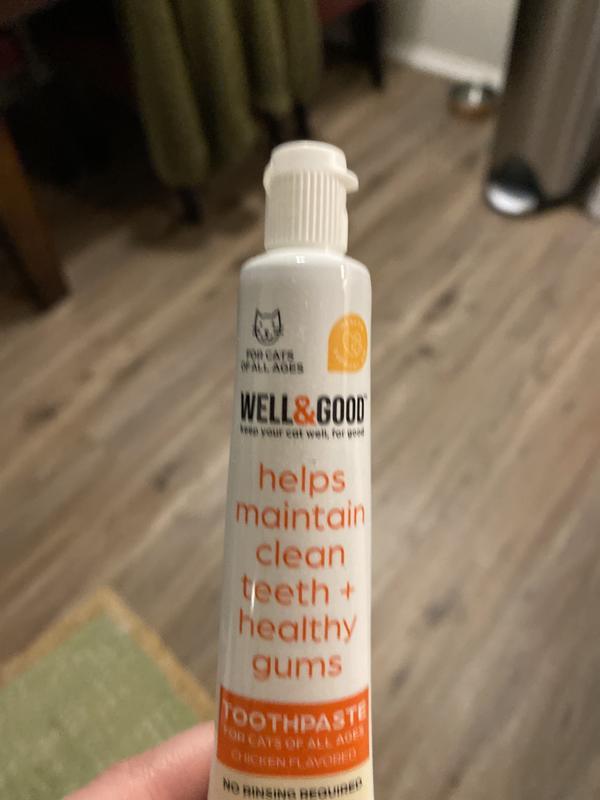 FOR CATS
OF ALL AGES
WELL&GOOD™
keep your cat well, for good
helps
maintain
clean
teeth +
healthy
gums
TOOTHPASTE
FOR CATS OF ALL AGES
CHICKEN FLAVORED
NO RINSING REQUIRED